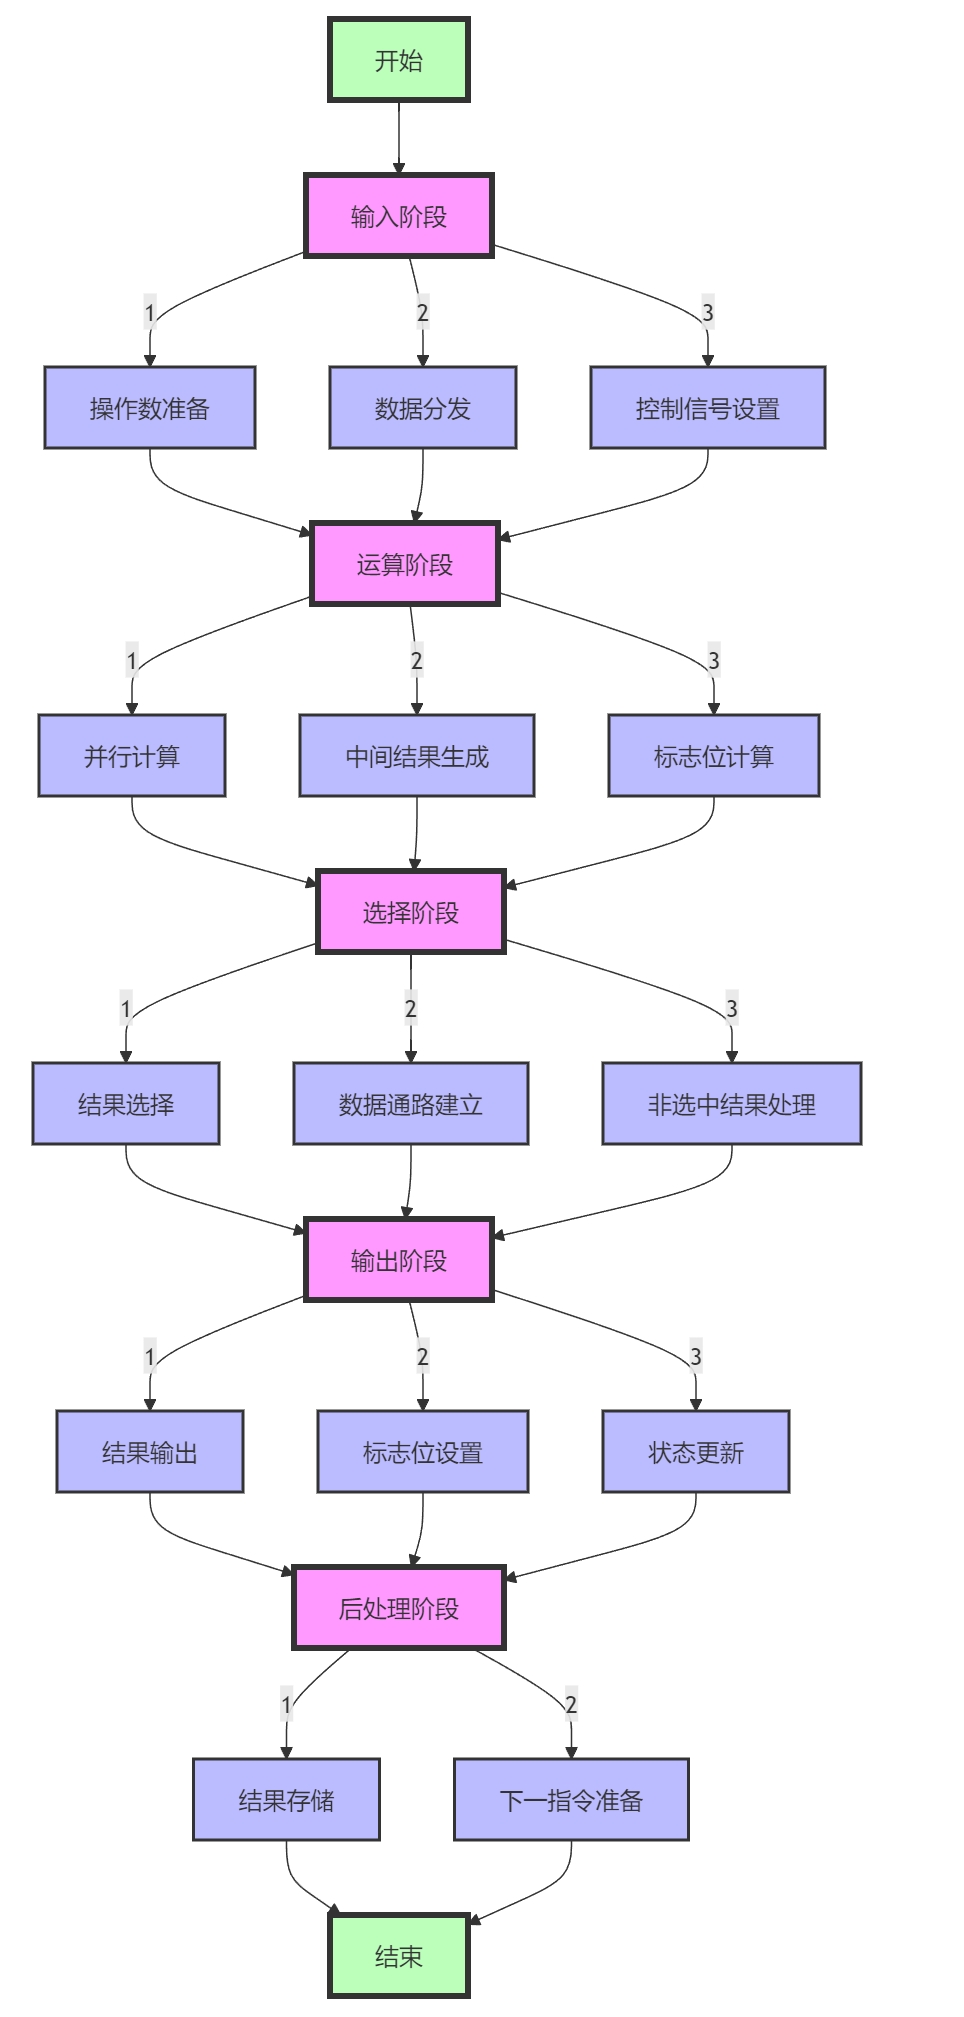 开始
输入阶段
1
2
3
操作数准备
数据分发
控制信号设置
运算阶段
1
2
3
并行计算
中间结果生成
标志位计算
选择阶段
1
2
3
结果选择
数据通路建立
非选中结果处理
输出阶段
1
2
3
结果输出
标志位设置
状态更新
后处理阶段
1
2
结果存储
下一指令准备
结束